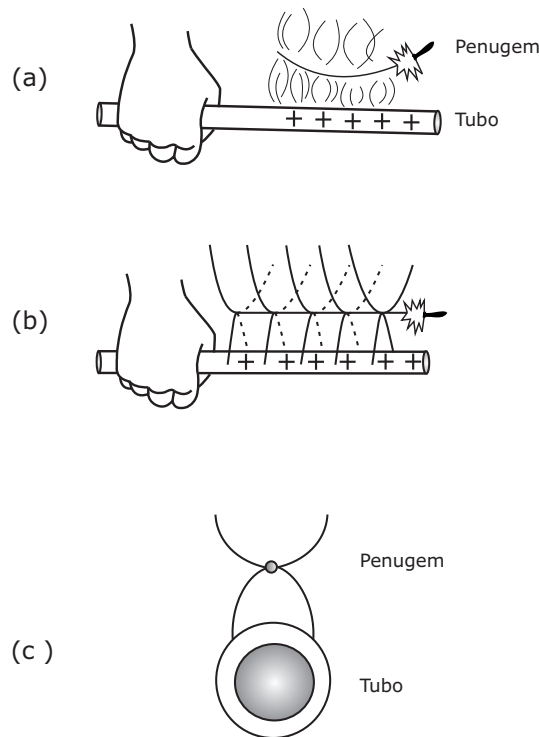 (a)
Penugem
Tubo
+ + + + +
(b)
+ + + + + +
(c )
Penugem
Tubo